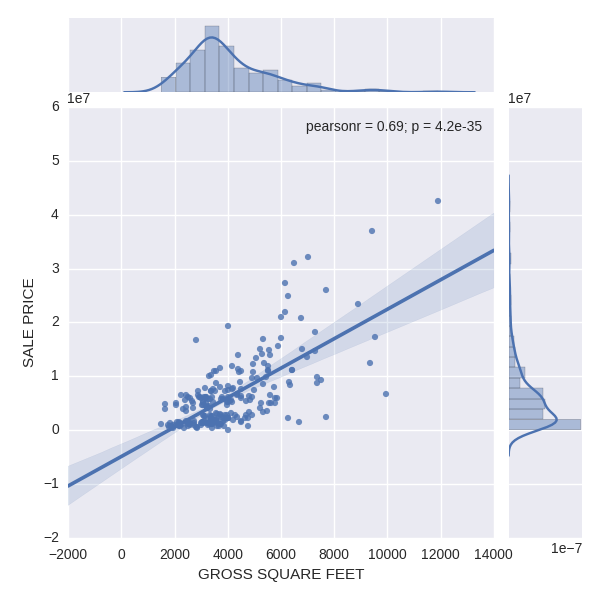 1e7
1e7
6
pearsonr = 0.69; p = 4.2e-35
5
4
3
SALE PRICE
2
1
0
−1
−2
1e−7
−2000 0 2000 4000 6000 8000 10000 12000 14000
GROSS SQUARE FEET